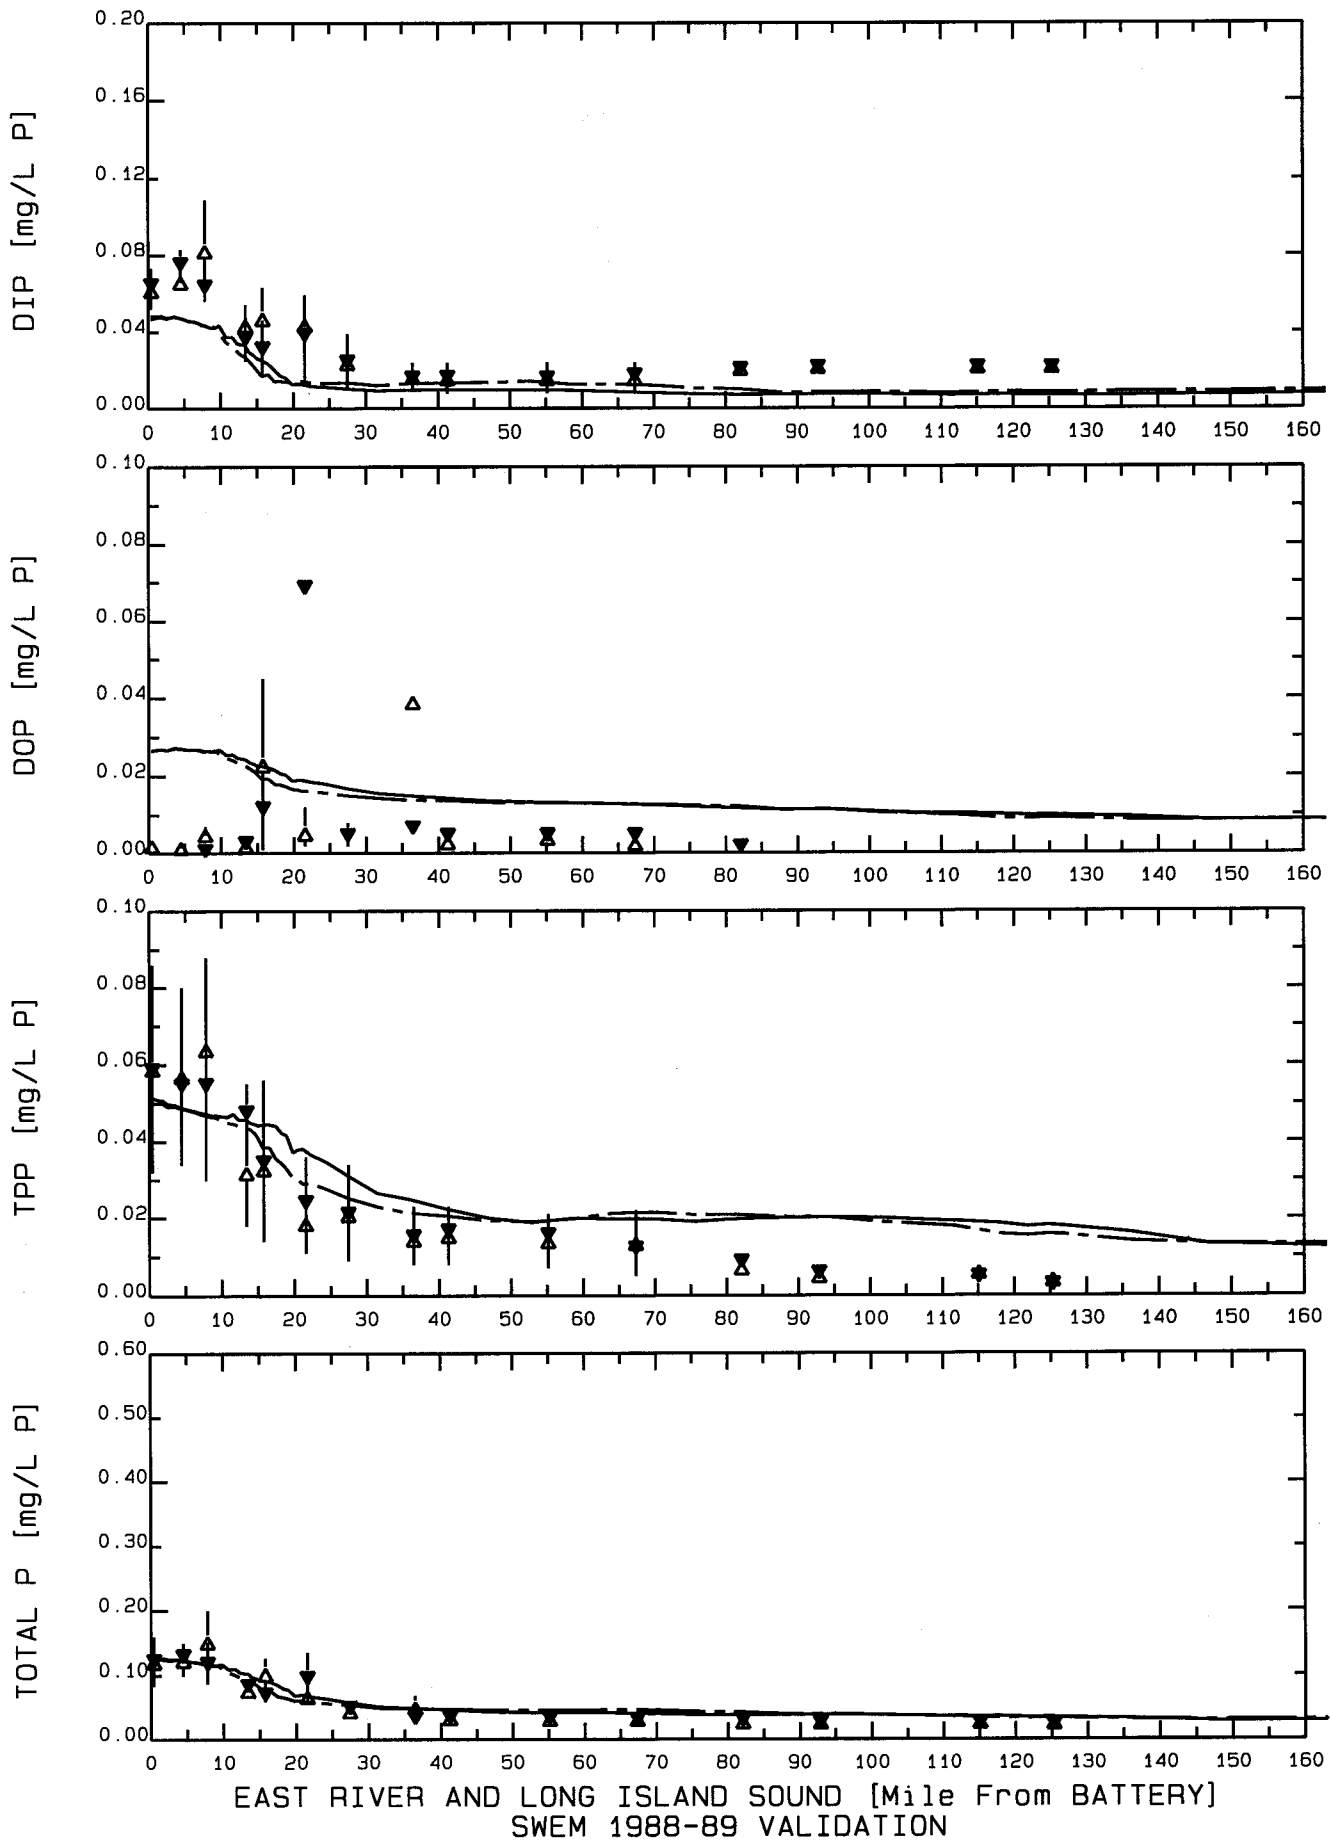 DIP [mg/L P]
0.20
0.16
0.12
0.08
0.04
0.00
0 10 20 30 40 50 60 70 80 90 100 110 120 130 140 150 160
DOP [mg/L P]
0.10
0.08
0.06
0.04
0.02
0.00
0 10 20 30 40 50 60 70 80 90 100 110 120 130 140 150 160
TPP [mg/L P]
0.10
0.08
0.06
0.04
0.02
0.00
0 10 20 30 40 50 60 70 80 90 100 110 120 130 140 150 160
TOTAL P [mg/L P]
0.60
0.50
0.40
0.30
0.20
0.10
0.00
0 10 20 30 40 50 60 70 80 90 100 110 120 130 140 150 160
EAST RIVER AND LONG ISLAND SOUND [Mile From BATTERY]
SWEM 1988-89 VALIDATION